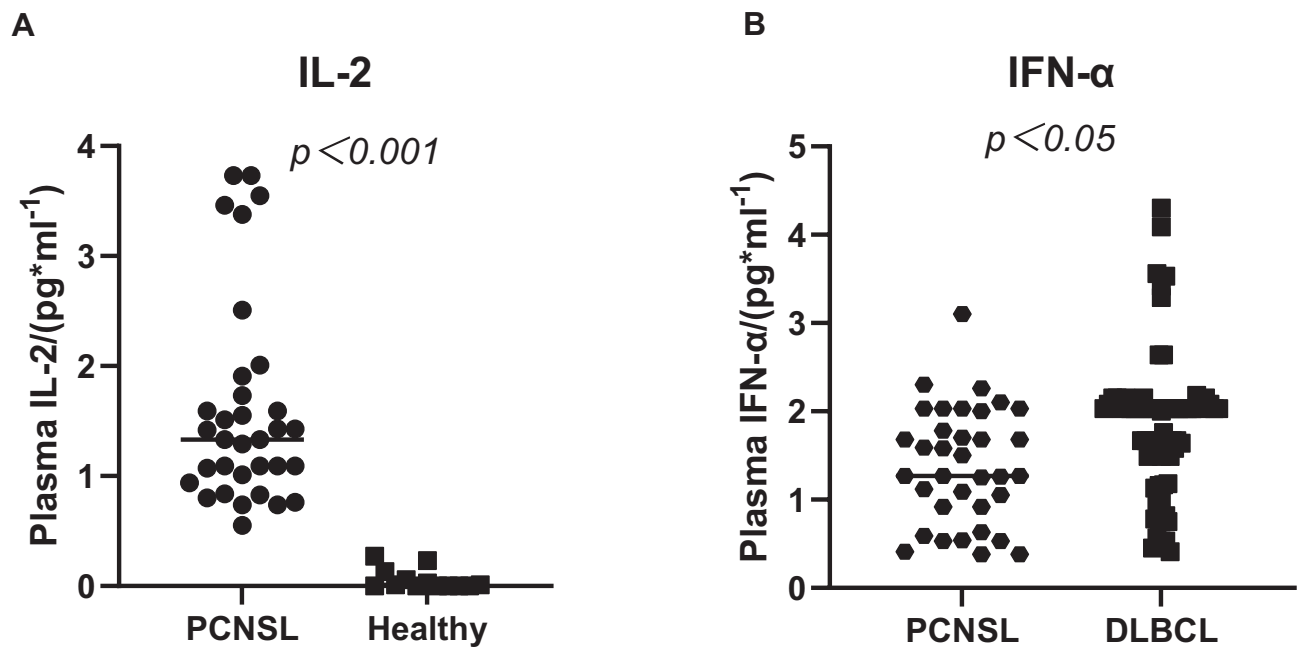 A
IL-2
p<0.001
Plasma IL-2/(pg*ml-1)
4
3
2
1
0
PCNSL Healthy
B
IFN-α
p<0.05
Plasma IFN-α/(pg*ml-1)
5
4
3
2
1
0
PCNSL DLBCL